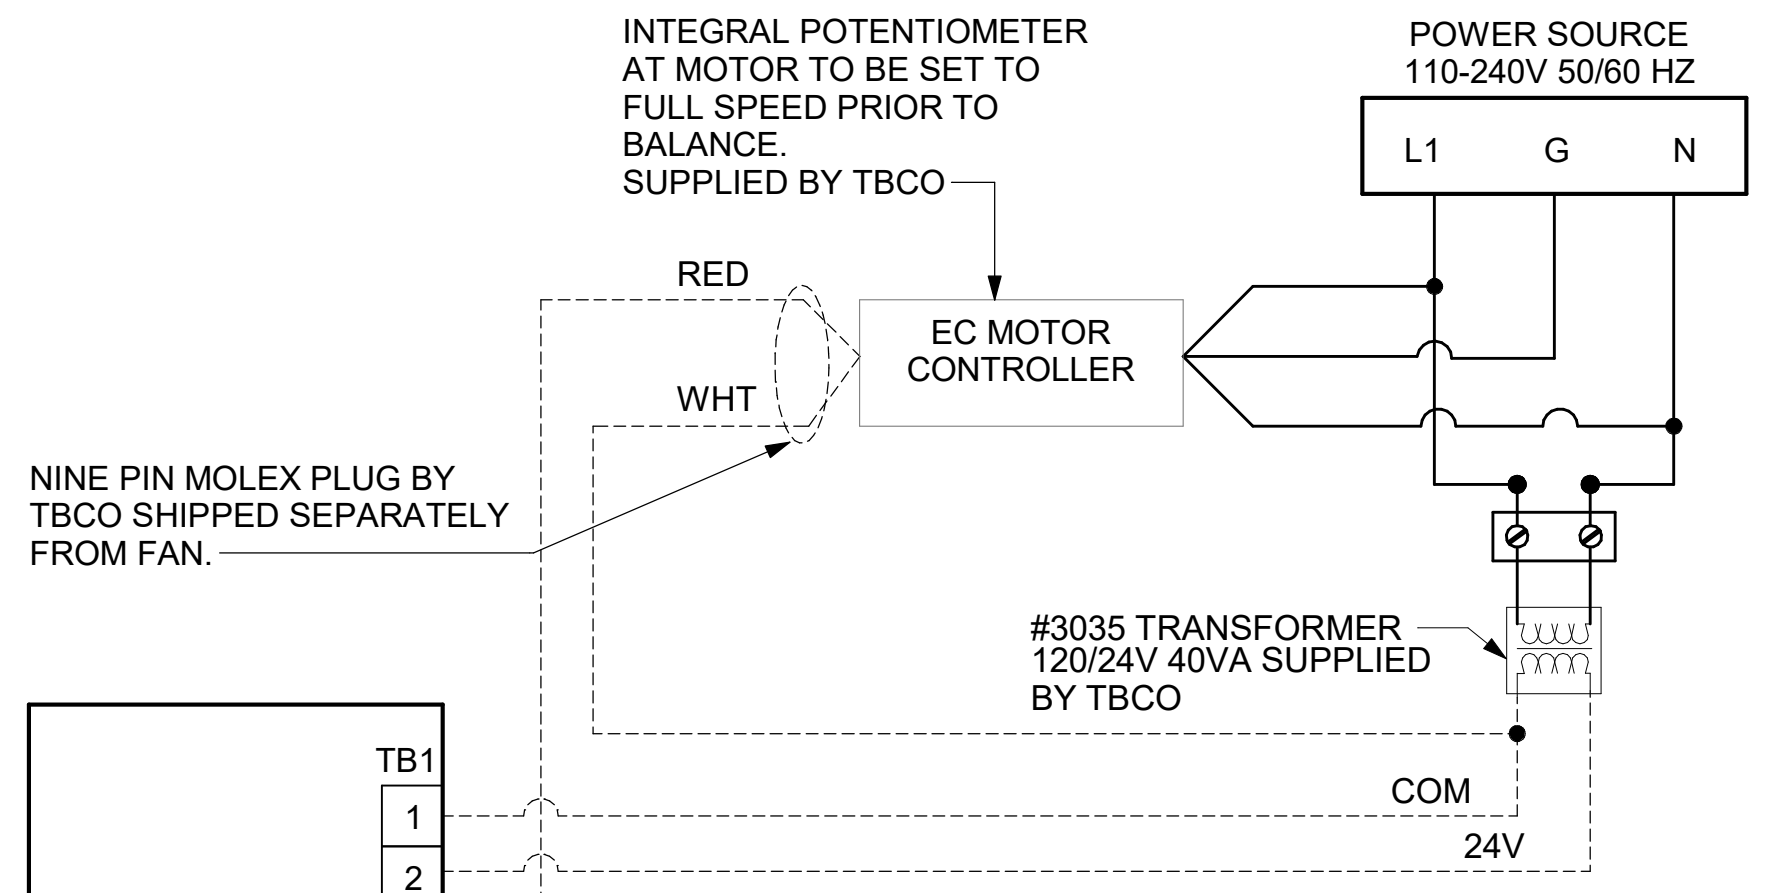 INTEGRAL POTENTIOMETER
AT MOTOR TO BE SET TO
FULL SPEED PRIOR TO
BALANCE.
SUPPLIED BY TBCO
POWER SOURCE
110-240V 50/60 HZ
L1 G N
RED
EC MOTOR
CONTROLLER
WHT
NINE PIN MOLEX PLUG BY
TBCO SHIPPED SEPARATELY
FROM FAN.
#3035 TRANSFORMER
120/24V 40VA SUPPLIED
BY TBCO
TB1
1
COM
24V
2